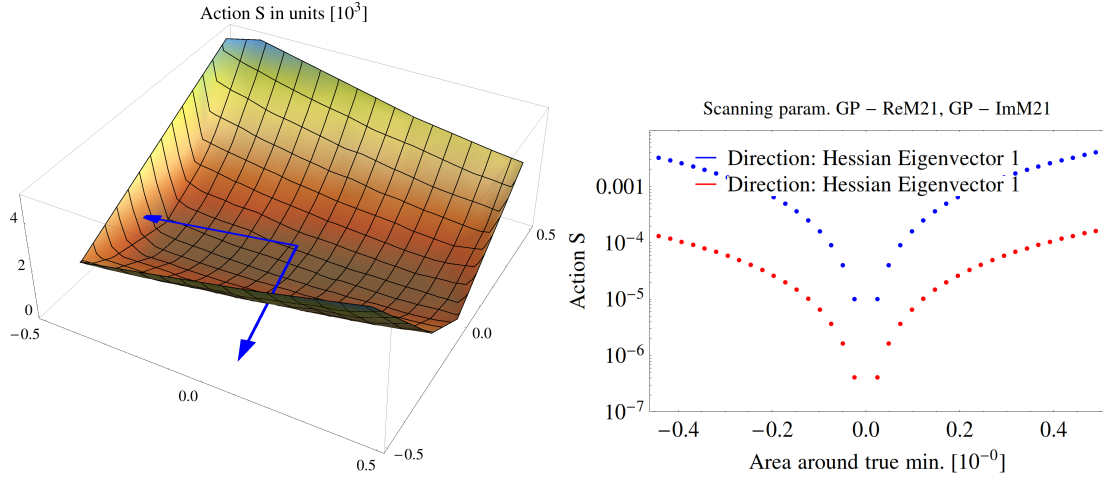 Action S in units [10³]
4
2
0
−0.5
0.0
0.5
−0.5
0.0
0.5
Scanning param. GP − ReM21, GP − ImM21
Direction: Hessian Eigenvector 1
Direction: Hessian Eigenvector 1
0.001
10⁻⁴
10⁻⁵
10⁻⁶
10⁻⁷
Action S
−0.4 −0.2 0.0 0.2 0.4
Area around true min. [10⁻⁰]